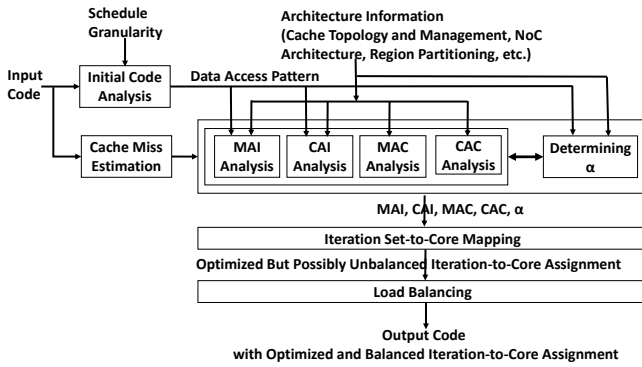 Schedule
Granularity
Architecture Information
(Cache Topology and Management, NoC
Architecture, Region Partitioning, etc.)
Input
Code
Initial Code
Analysis
Data Access Pattern
Cache Miss
Estimation
MAI
Analysis
CAI
Analysis
MAC
Analysis
CAC
Analysis
Determining
α
MAI, CAI, MAC, CAC, α
Iteration Set-to-Core Mapping
Optimized But Possibly Unbalanced Iteration-to-Core Assignment
Load Balancing
Output Code
with Optimized and Balanced Iteration-to-Core Assignment